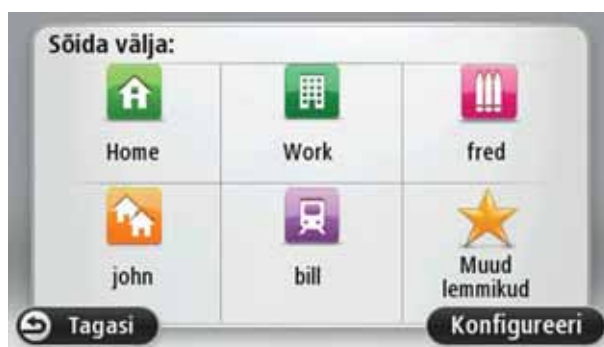 Sõida välja:
Home
Work
fred
john
bill
Muud
lemmikud
Tagasi
Konfigureeri